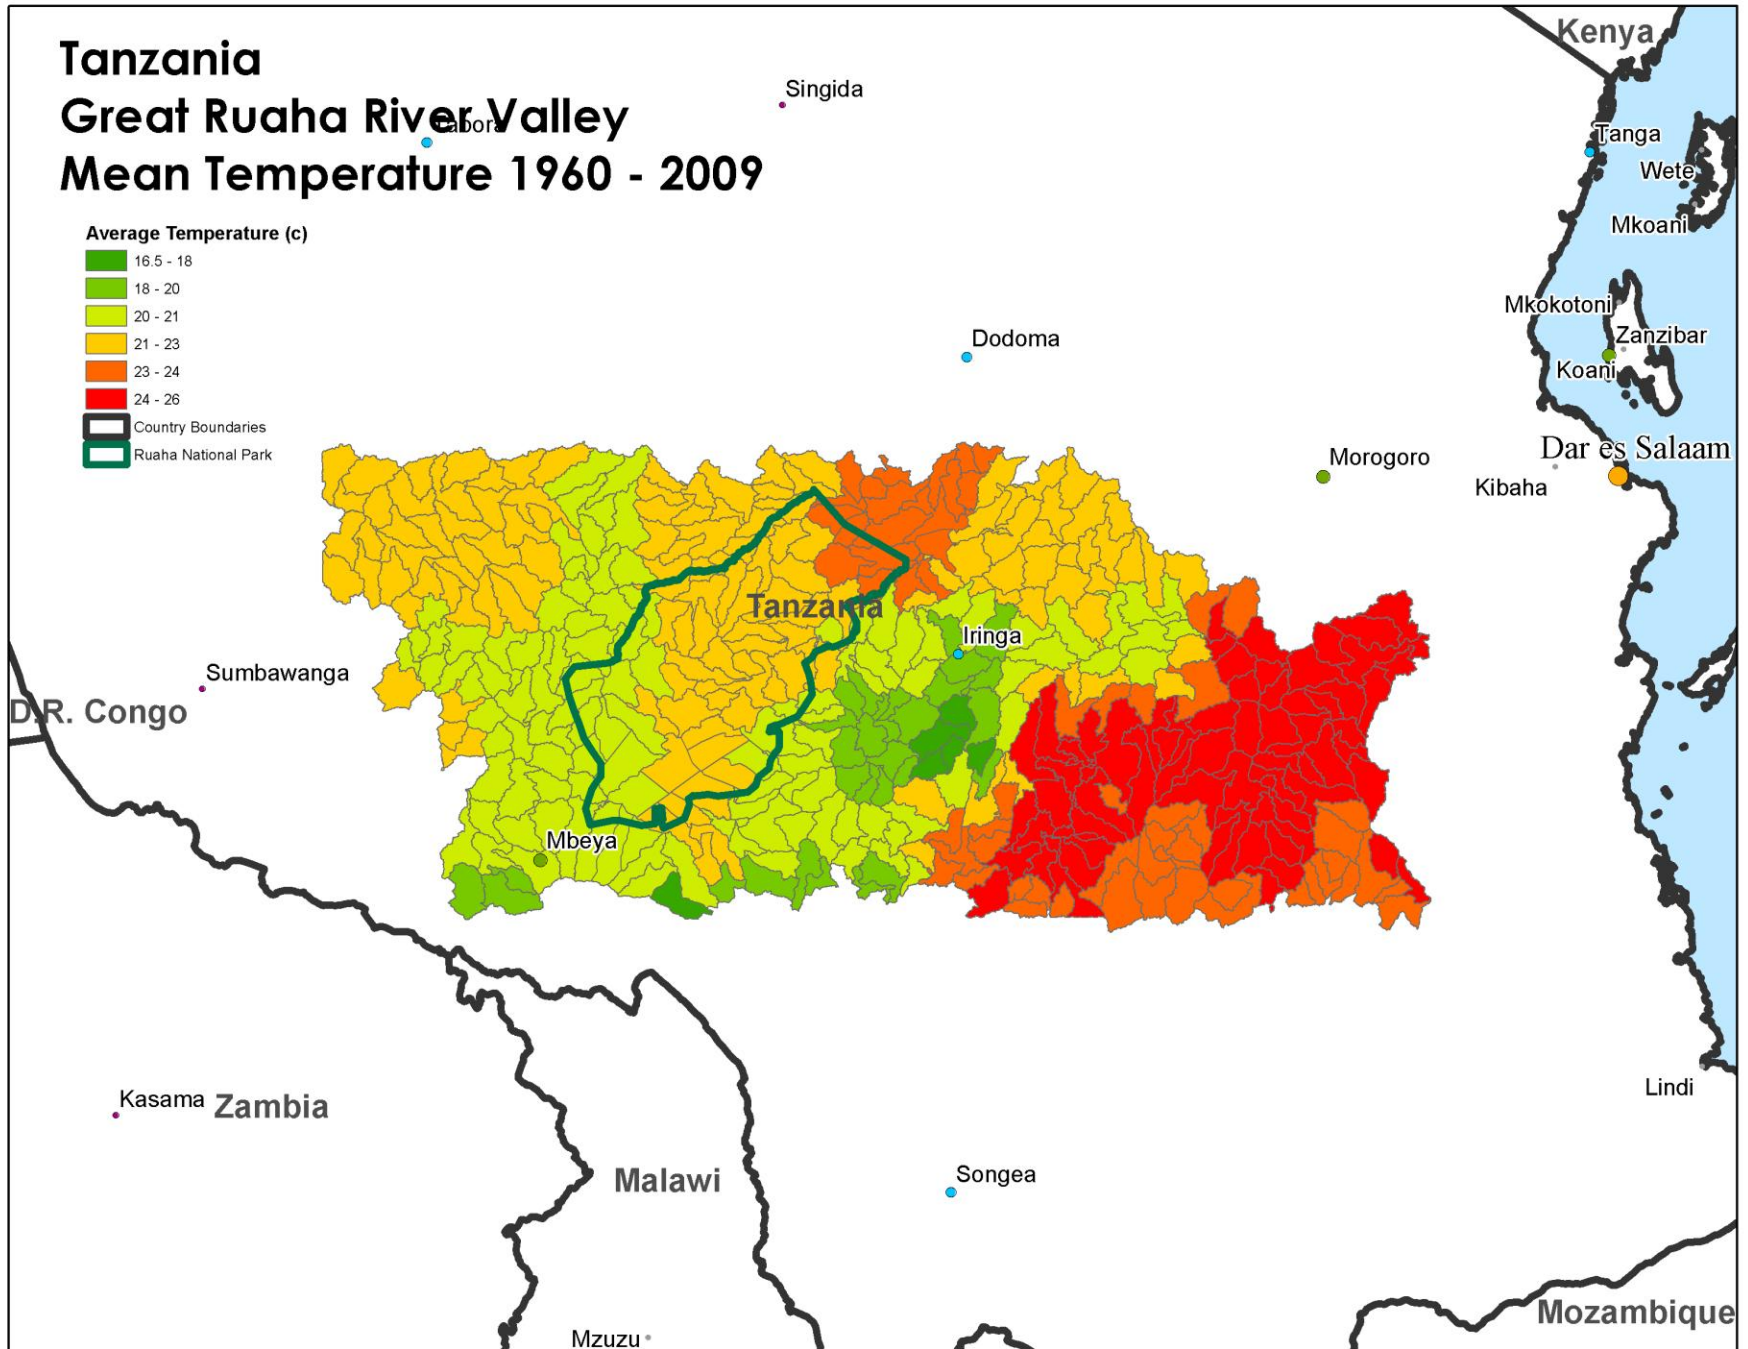 Tanzania
Great Ruaha River Valley
Tabora
Mean Temperature 1960 - 2009
Average Temperature (c)
16.5 - 18
18 - 20
20 - 21
21 - 23
23 - 24
24 - 26
Country Boundaries
Ruaha National Park
Kenya
Singida
Tanga
Wete
Mkoani
Mkokotoni
Zanzibar
Koani
Dodoma
Dar es Salaam
Morogoro
Kibaha
Tanzania
Iringa
Sumbawanga
D.R. Congo
Mbeya
Lindi
Kasama
Zambia
Malawi
Songea
Mozambique
Mzuzu